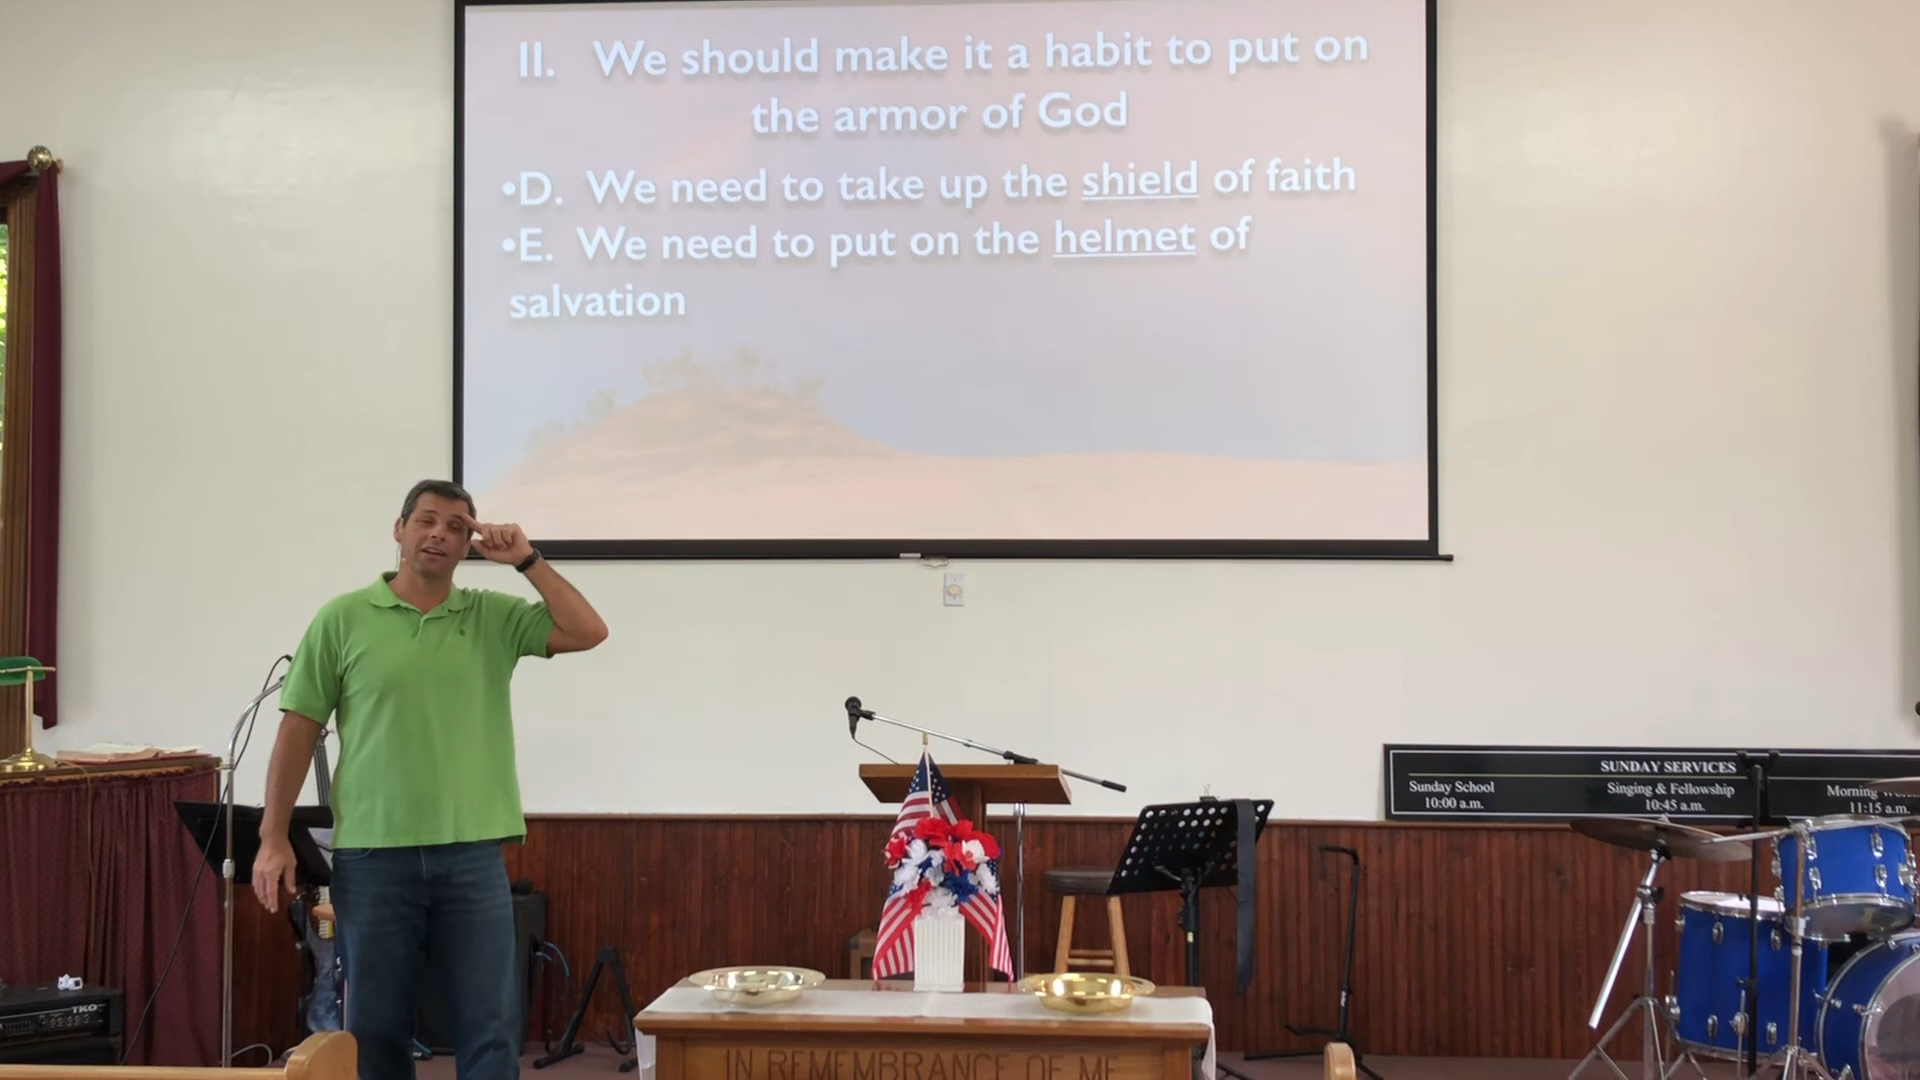 II. We should make it a habit to put on
the armor of God
•D. We need to take up the shield of faith
•E. We need to put on the helmet of
salvation
SUNDAY SERVICES
Sunday School
10:00 a.m.
Singing & Fellowship
10:45 a.m.
Morning
11:15 a.m.
TKO
IN REMEMBRANCE OF ME